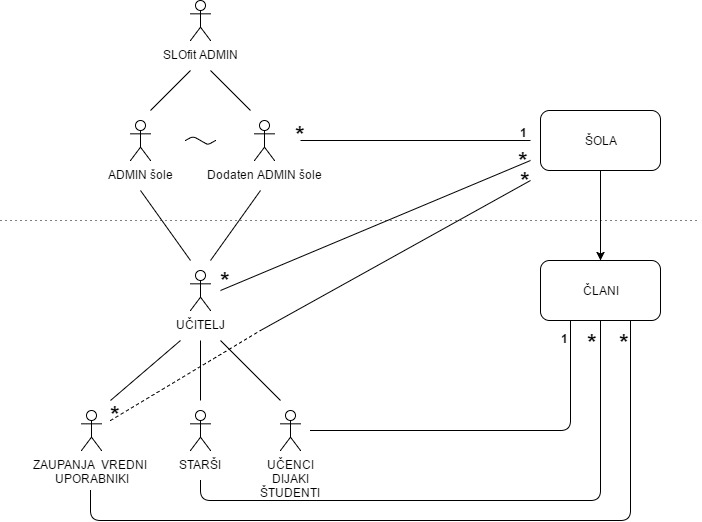 SLOfit ADMIN
ADMIN šole
Dodaten ADMIN šole
* 1
ŠOLA
*
*
UČITELJ
*
ČLANI
1 * *
*
ZAUPANJA VREDNI
UPORABNIKI
STARŠI
UČENCI
DIJAKI
ŠTUDENTI